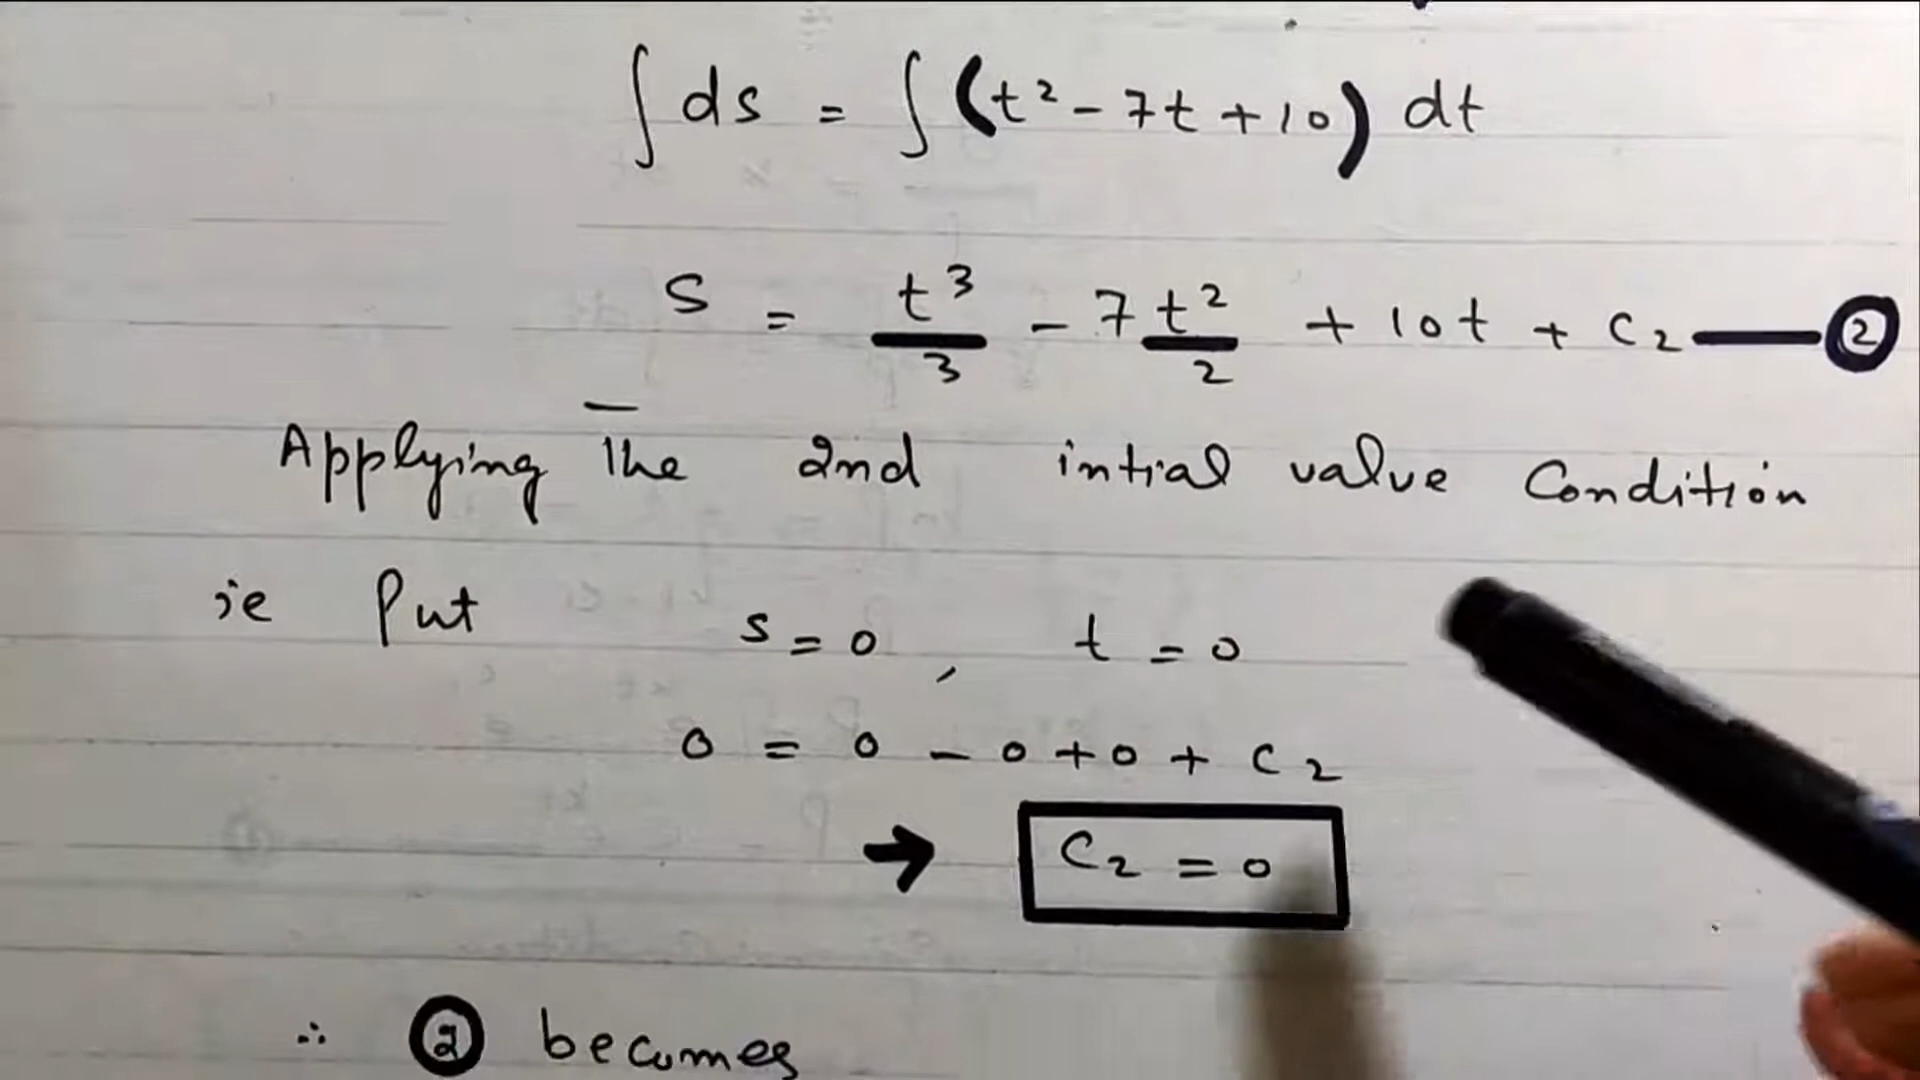 ∫ ds = ∫ (t² - 7t + 10) dt
s = t³/3 - 7t²/2 + 10t + c₂ — ②
Applying The 2nd intial value Condition
ie Put s = 0, t = 0
0 = 0 - 0 + 0 + c₂
→ c₂ = 0
∴ ② becomes